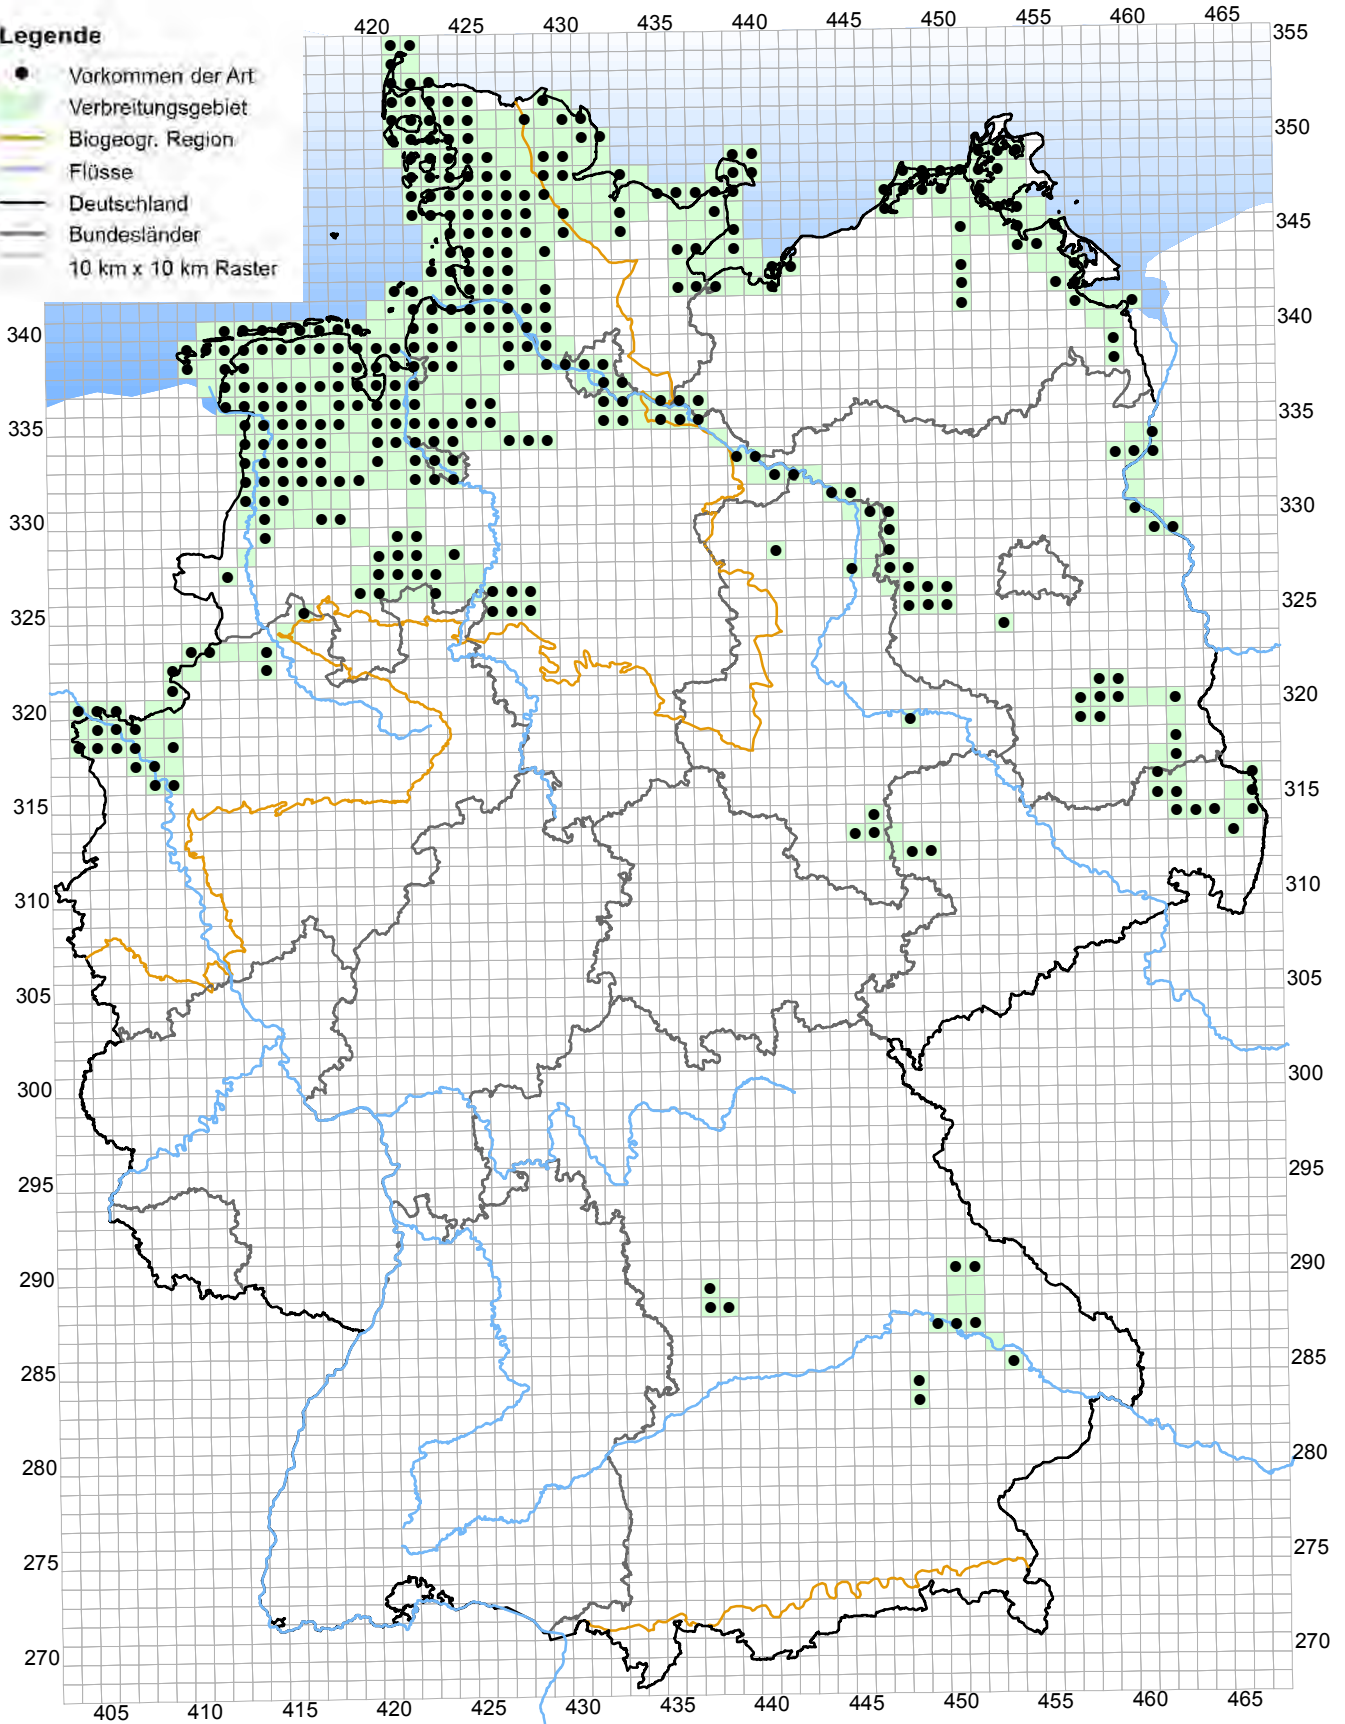 420 425 430 435 440 445 450 455 460 465
355
Legende
Vorkommen der Art
Verbreitungsgebiet
Biogeogr. Region
Flüsse
Deutschland
Bundesländer
10 km x 10 km Raster
350
345
340 340
335 335
330 330
325 325
320 320
315 315
310 310
305 305
300 300
295 295
290 290
285 285
280 280
275 275
270 270
405 410 415 420 425 430 435 440 445 450 455 460 465